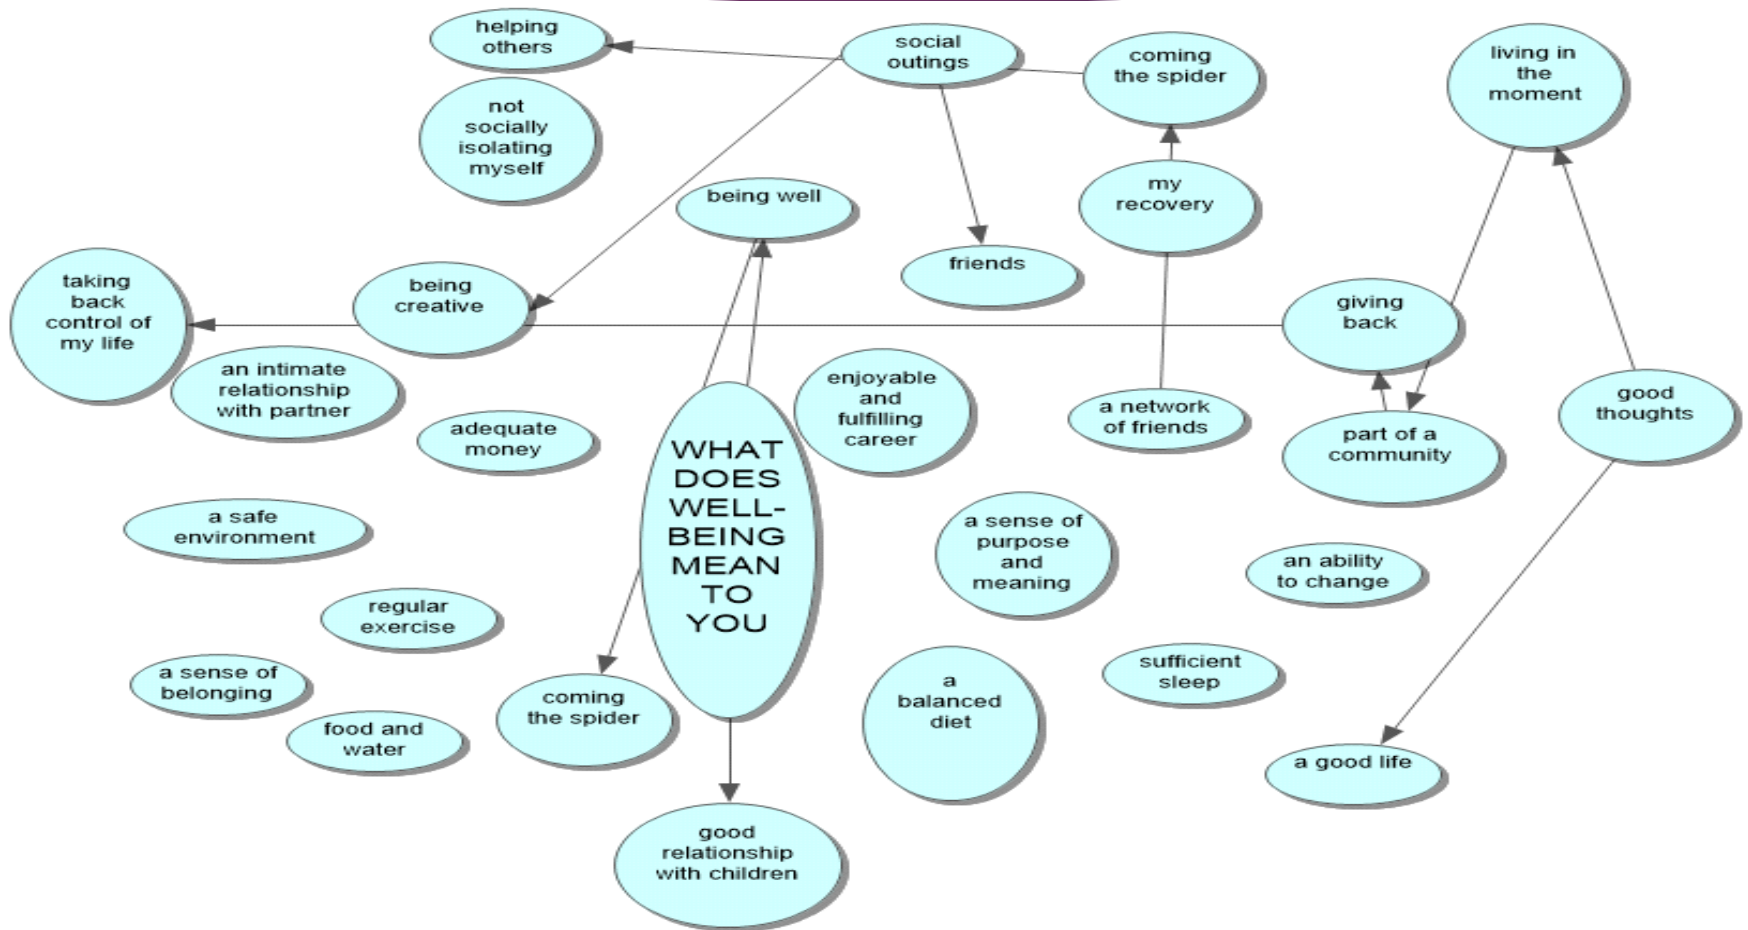 helping
others
social
outings
coming
the spider
living in
the
moment
not
socially
isolating
myself
being well
my
recovery
friends
taking
back
control of
my life
being
creative
giving
back
an intimate
relationship
with partner
adequate
money
enjoyable
and
fulfilling
career
a network
of friends
part of a
community
good
thoughts
WHAT
DOES
WELL-
BEING
MEAN
TO
YOU
a safe
environment
a sense of
purpose
and
meaning
an ability
to change
regular
exercise
a sense of
belonging
food and
water
coming
the spider
a
balanced
diet
sufficient
sleep
a good life
good
relationship
with children